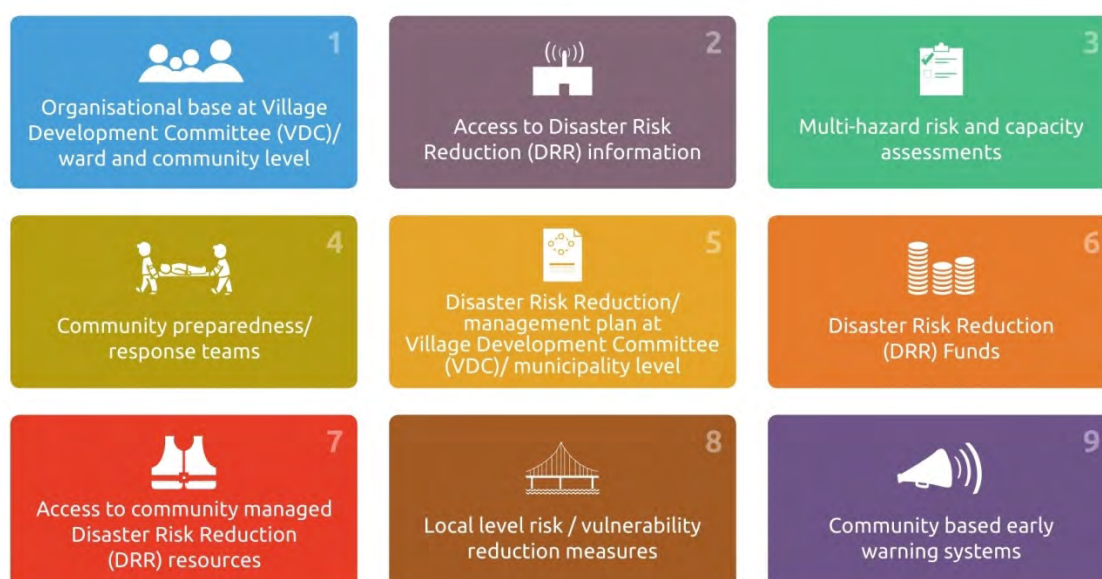 1
Organisational base at Village
Development Committee (VDC)/
ward and community level
2
Access to Disaster Risk
Reduction (DRR) information
3
Multi-hazard risk and capacity
assessments
4
Community preparedness/
response teams
5
Disaster Risk Reduction/
management plan at
Village Development Committee
(VDC)/ municipality level
6
Disaster Risk Reduction
(DRR) Funds
7
Access to community managed
Disaster Risk Reduction
(DRR) resources
8
Local level risk / vulnerability
reduction measures
9
Community based early
warning systems